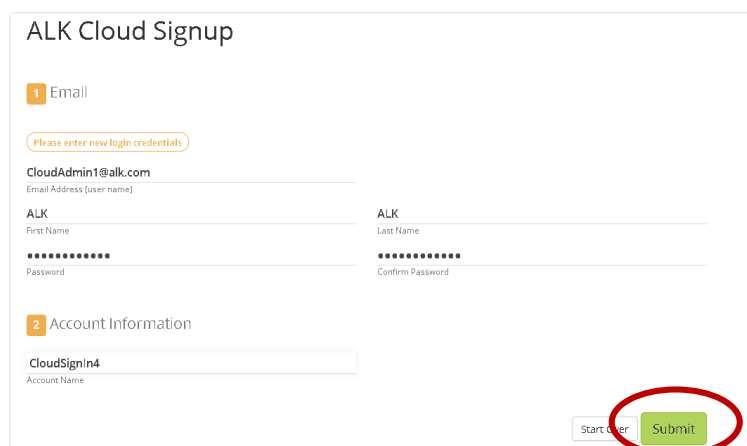 ALK Cloud Signup
1 Email
Please enter new login credentials
CloudAdmin1@alk.com
Email Address (user name)
ALK ALK
First Name Last Name
•••••••••••• ••••••••••••
Password Confirm Password
2 Account Information
CloudSignIn4
Account Name
Start Over Submit